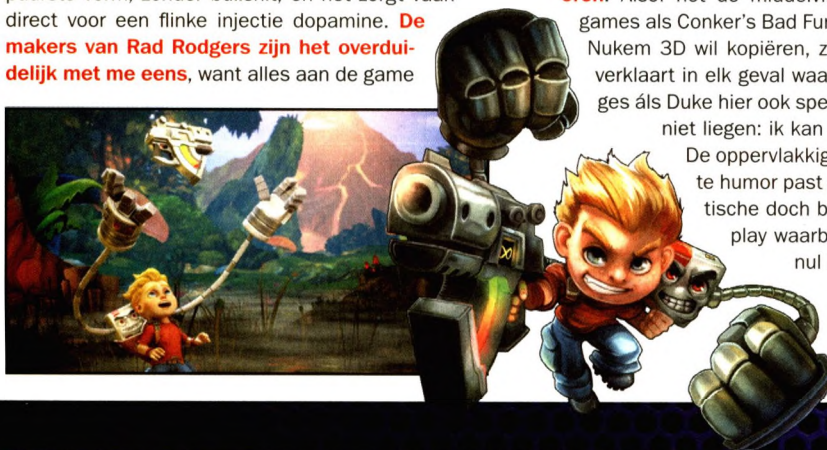 direct voor een flinke injectie dopamine. De
makers van Rad Rodgers zijn het overdui-
delijk met me eens, want alles aan de game
games als Conker's Bad Fur
Nukem 3D wil kopiëren, z
verklaart in elk geval waa
ges áls Duke hier ook spe
niet liegen: ik kan
De oppervlakkig
te humor past
tische doch b
play waarb
nul